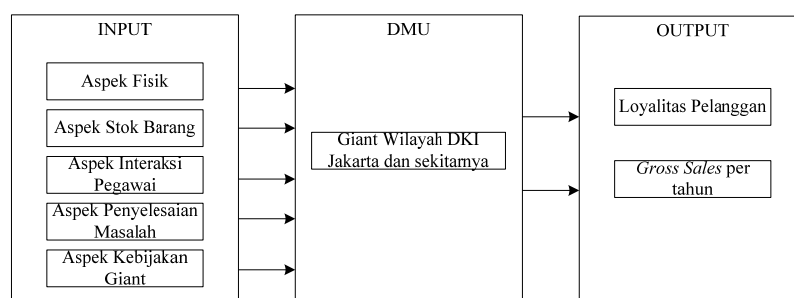 INPUT
Aspek Fisik
Aspek Stok Barang
Aspek Interaksi
Pegawai
Aspek Penyelesaian
Masalah
Aspek Kebijakan
Giant
DMU
Giant Wilayah DKI
Jakarta dan sekitarnya
OUTPUT
Loyalitas Pelanggan
Gross Sales per
tahun